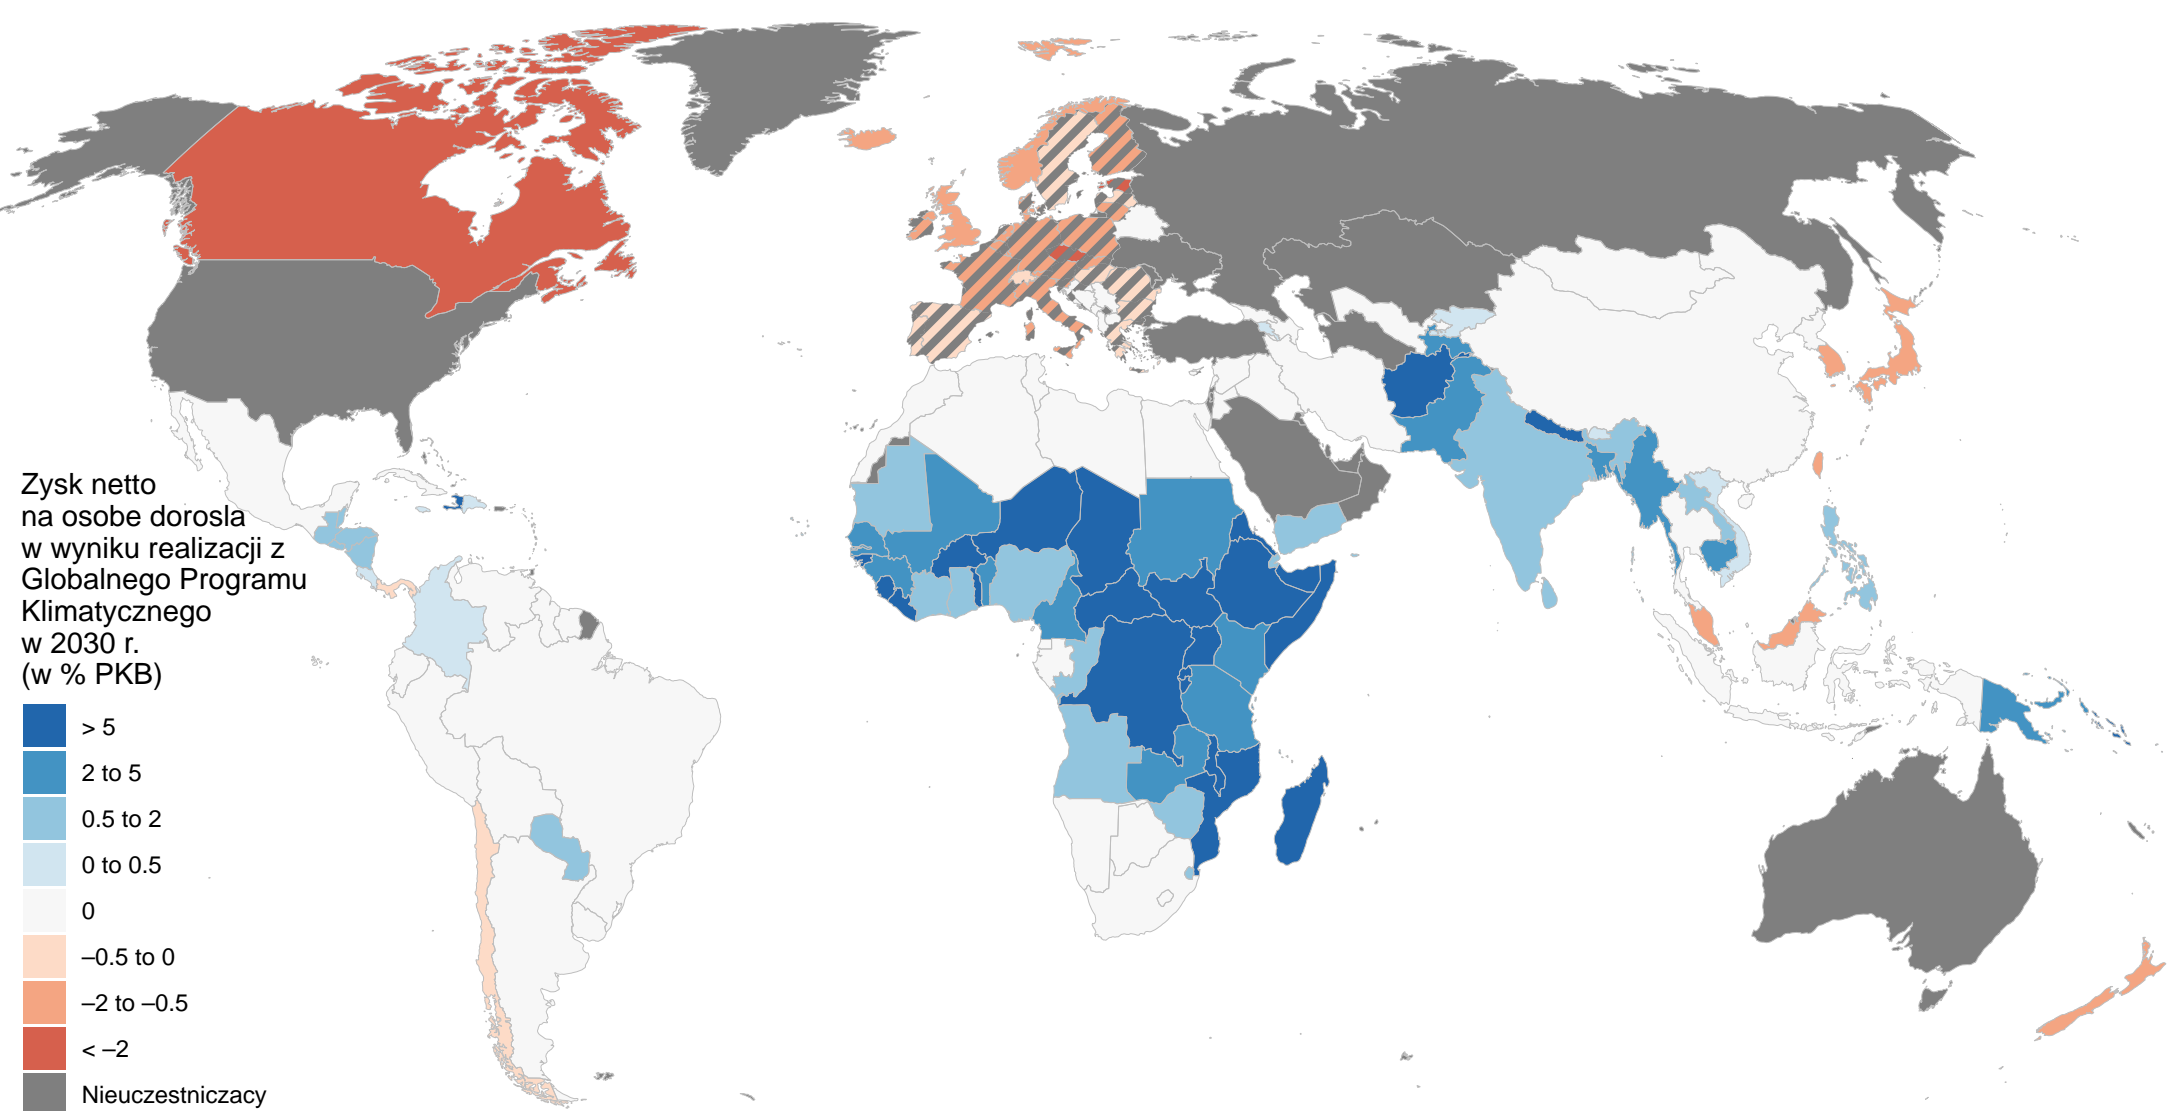 Zysk netto
na osobe dorosla
w wyniku realizacji z
Globalnego Programu
Klimatycznego
w 2030 r.
(w % PKB)
> 5
2 to 5
0.5 to 2
0 to 0.5
0
–0.5 to 0
–2 to –0.5
< –2
Nieuczestniczacy